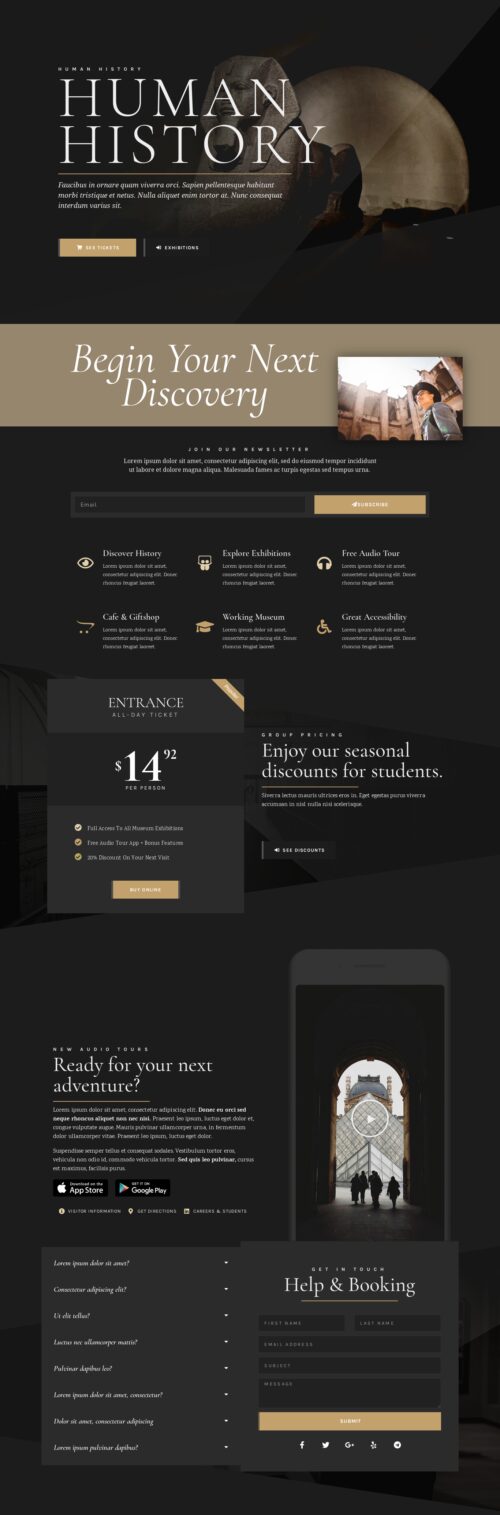 HUMAN HISTORY
HUMAN
HISTORY
Faucibus in ornare quam viverra orci. Sapien pellentesque habitant
morbi tristique et netus. Nulla aliquet enim tortor at. Nunc consequat
interdum varius sit.
SEE TICKETS
EXHIBITIONS
Begin Your Next
Discovery
JOIN OUR NEWSLETTER
Lorem ipsum dolor sit amet, consectetur adipiscing elit, sed do eiusmod tempor incididunt
ut labore et dolore magna aliqua. Malesuada fames ac turpis egestas sed tempus urna.
Email
SUBSCRIBE
Discover History
Lorem ipsum dolor sit amet,
consectetur adipiscing elit. Donec
rhoncus feugiat laoreet.
Explore Exhibitions
Lorem ipsum dolor sit amet,
consectetur adipiscing elit. Donec
rhoncus feugiat laoreet.
Free Audio Tour
Lorem ipsum dolor sit amet,
consectetur adipiscing elit. Donec
rhoncus feugiat laoreet.
Cafe & Giftshop
Lorem ipsum dolor sit amet,
consectetur adipiscing elit. Donec
rhoncus feugiat laoreet.
Working Museum
Lorem ipsum dolor sit amet,
consectetur adipiscing elit. Donec
rhoncus feugiat laoreet.
Great Accessibility
Lorem ipsum dolor sit amet,
consectetur adipiscing elit. Donec
rhoncus feugiat laoreet.
ENTRANCE
ALL-DAY TICKET
$14 92
PER PERSON
Full Access To All Museum Exhibitions
Free Audio Tour App + Bonus Features
20% Discount On Your Next Visit
BUY ONLINE
GROUP PRICING
Enjoy our seasonal
discounts for students.
Viverra lectus mauris ultrices eros in. Eget egestas purus viverra
accumsan in nisl nulla nisi scelerisque.
SEE DISCOUNTS
NEW AUDIO TOURS
Ready for your next
adventure?
Lorem ipsum dolor sit amet, consectetur adipiscing elit. Donec eu orci sed
neque rhoncus aliquet non nec nisi. Praesent leo ipsum, luctus eget dolor et,
congue vulputate augue. Mauris pulvinar ullamcorper urna, in fermentum
dolor ullamcorper vitae. Praesent leo ipsum, luctus eget dolor.
Suspendisse semper tellus et consequat sodales. Vestibulum tortor eros,
vehicula non odio id, commodo vehicula tortor. Sed quis leo pulvinar, cursus
est maximus, facilisis purus.
Download on the
App Store
GET IT ON
Google Play
VISITOR INFORMATION
GET DIRECTIONS
CAREERS & STUDENTS
Lorem ipsum dolor sit amet?
Consectetur adipiscing elit?
Ut elit tellus?
Luctus nec ullamcorper mattis?
Pulvinar dapibus leo?
Lorem ipsum dolor sit amet, consectetur?
Dolor sit amet, consectetur adipiscing
Lorem ipsum pulvinar dapibus?
GET IN TOUCH
Help & Booking
FIRST NAME
LAST NAME
EMAIL ADDRESS
SUBJECT
MESSAGE
SUBMIT